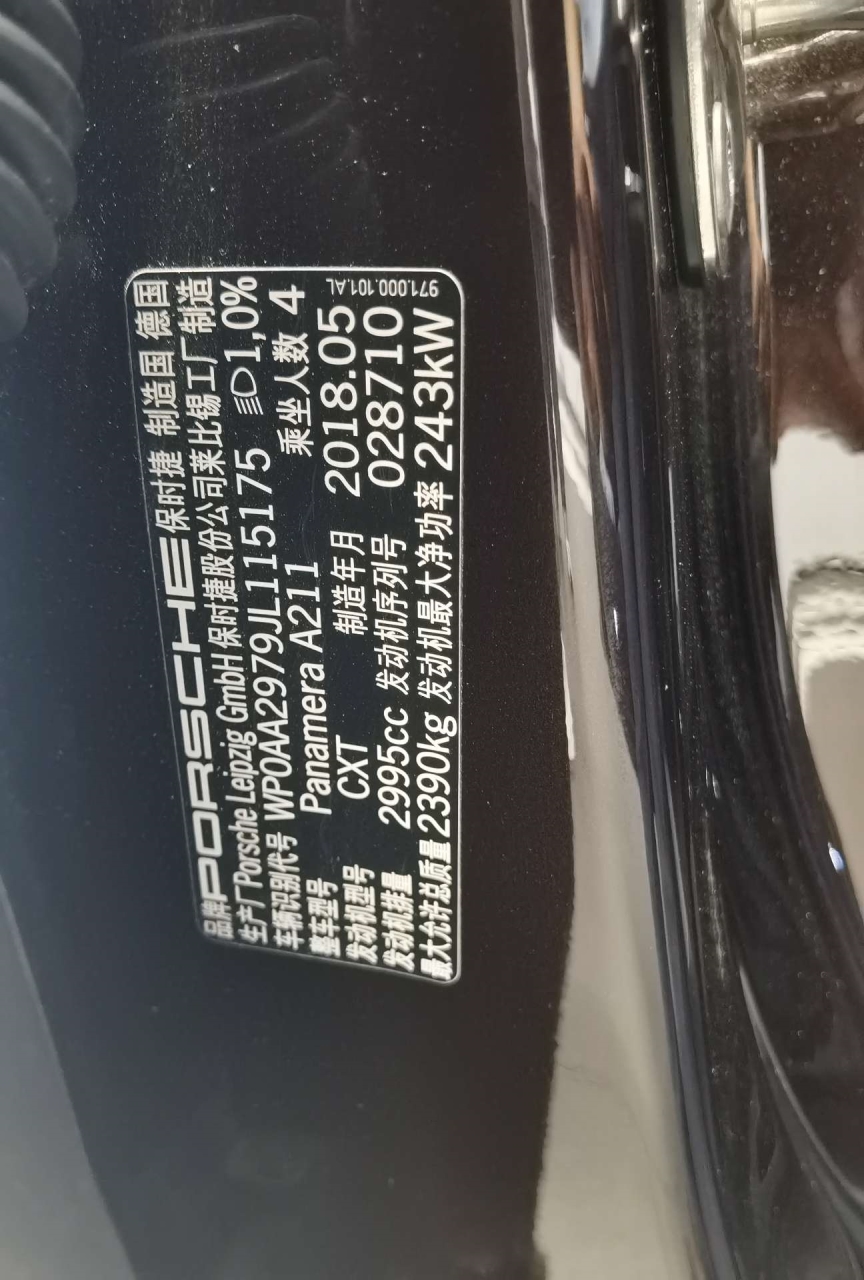 品牌 PORSCHE 保时捷 制造国 德国
生产厂 Porsche Leipzig GmbH 保时捷股份公司莱比锡工厂 制造
车辆识别代号 WP0AA2979JL115175 1,0%
整车型号 Panamera A211 乘坐人数 4
发动机型号 CXT 制造年月 2018.05
发动机排量 2995cc 发动机序列号 028710
最大允许总质量 2390kg 发动机最大净功率 243kW
971.000.101.AL